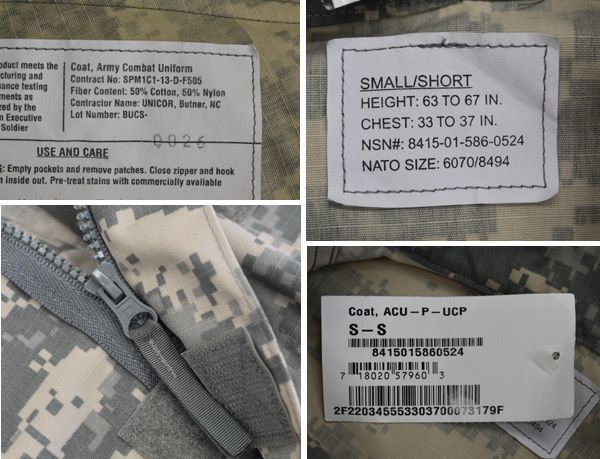 oduct meets the
cturing and
ance testing
ments as
zed by the
m Executive
Soldier
Coat, Army Combat Uniform
Contract No: SPM1C1-13-D-F505
Fiber Content: 50% Cotton, 50% Nylon
Contractor Name: UNICOR, Butner, NC
Lot Number: BUCS-
0026
USE AND CARE
G: Empty pockets and remove patches. Close zipper and hook
n inside out. Pre-treat stains with commercially available
SMALL/SHORT
HEIGHT: 63 TO 67 IN.
CHEST: 33 TO 37 IN.
NSN#: 8415-01-586-0524
NATO SIZE: 6070/8494
Coat, ACU-P-UCP
S-S
8415015860524
7 18020 57960 3
2F220345553303700073179F